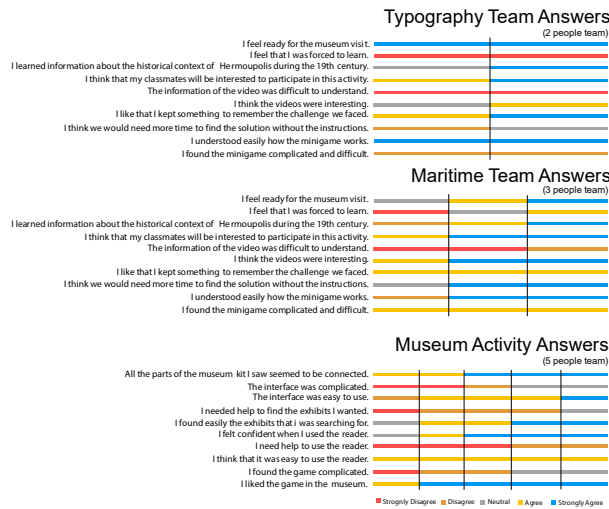 Typography Team Answers
(2 people team)
I feel ready for the museum visit.
I feel that I was forced to learn.
I learned information about the historical context of Hermoupolis during the 19th century.
I think that my classmates will be interested to participate in this activity.
The information of the video was difficult to understand.
I think the videos were interesting.
I like that I kept something to remember the challenge we faced.
I think we would need more time to find the solution without the instructions.
I understood easily how the minigame works.
I found the minigame complicated and difficult.
Maritime Team Answers
(3 people team)
I feel ready for the museum visit.
I feel that I was forced to learn.
I learned information about the historical context of Hermoupolis during the 19th century.
I think that my classmates will be interested to participate in this activity.
The information of the video was difficult to understand.
I think the videos were interesting.
I like that I kept something to remember the challenge we faced.
I think we would need more time to find the solution without the instructions.
I understood easily how the minigame works.
I found the minigame complicated and difficult.
Museum Activity Answers
(5 people team)
All the parts of the museum kit I saw seemed to be connected.
The interface was complicated.
The interface was easy to use.
I needed help to find the exhibits I wanted.
I found easily the exhibits that i was searching for.
I felt confident when I used the reader.
I need help to use the reader.
I think that it was easy to use the reader.
I found the game complicated.
I liked the game in the museum.
Strognly Disagree Disagree Neutral Agree Strongly Agree